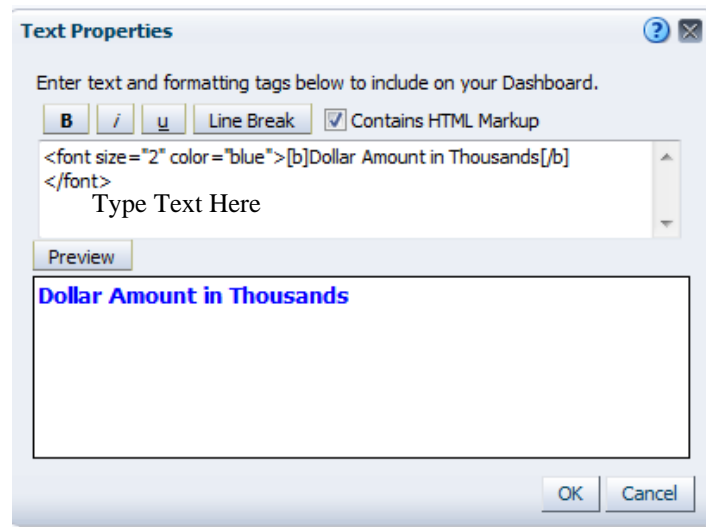 Text Properties ?
Enter text and formatting tags below to include on your Dashboard.
B i u Line Break Contains HTML Markup
<font size="2" color="blue">[b]Dollar Amount in Thousands[/b]
</font>
Type Text Here
Preview
Dollar Amount in Thousands
OK Cancel